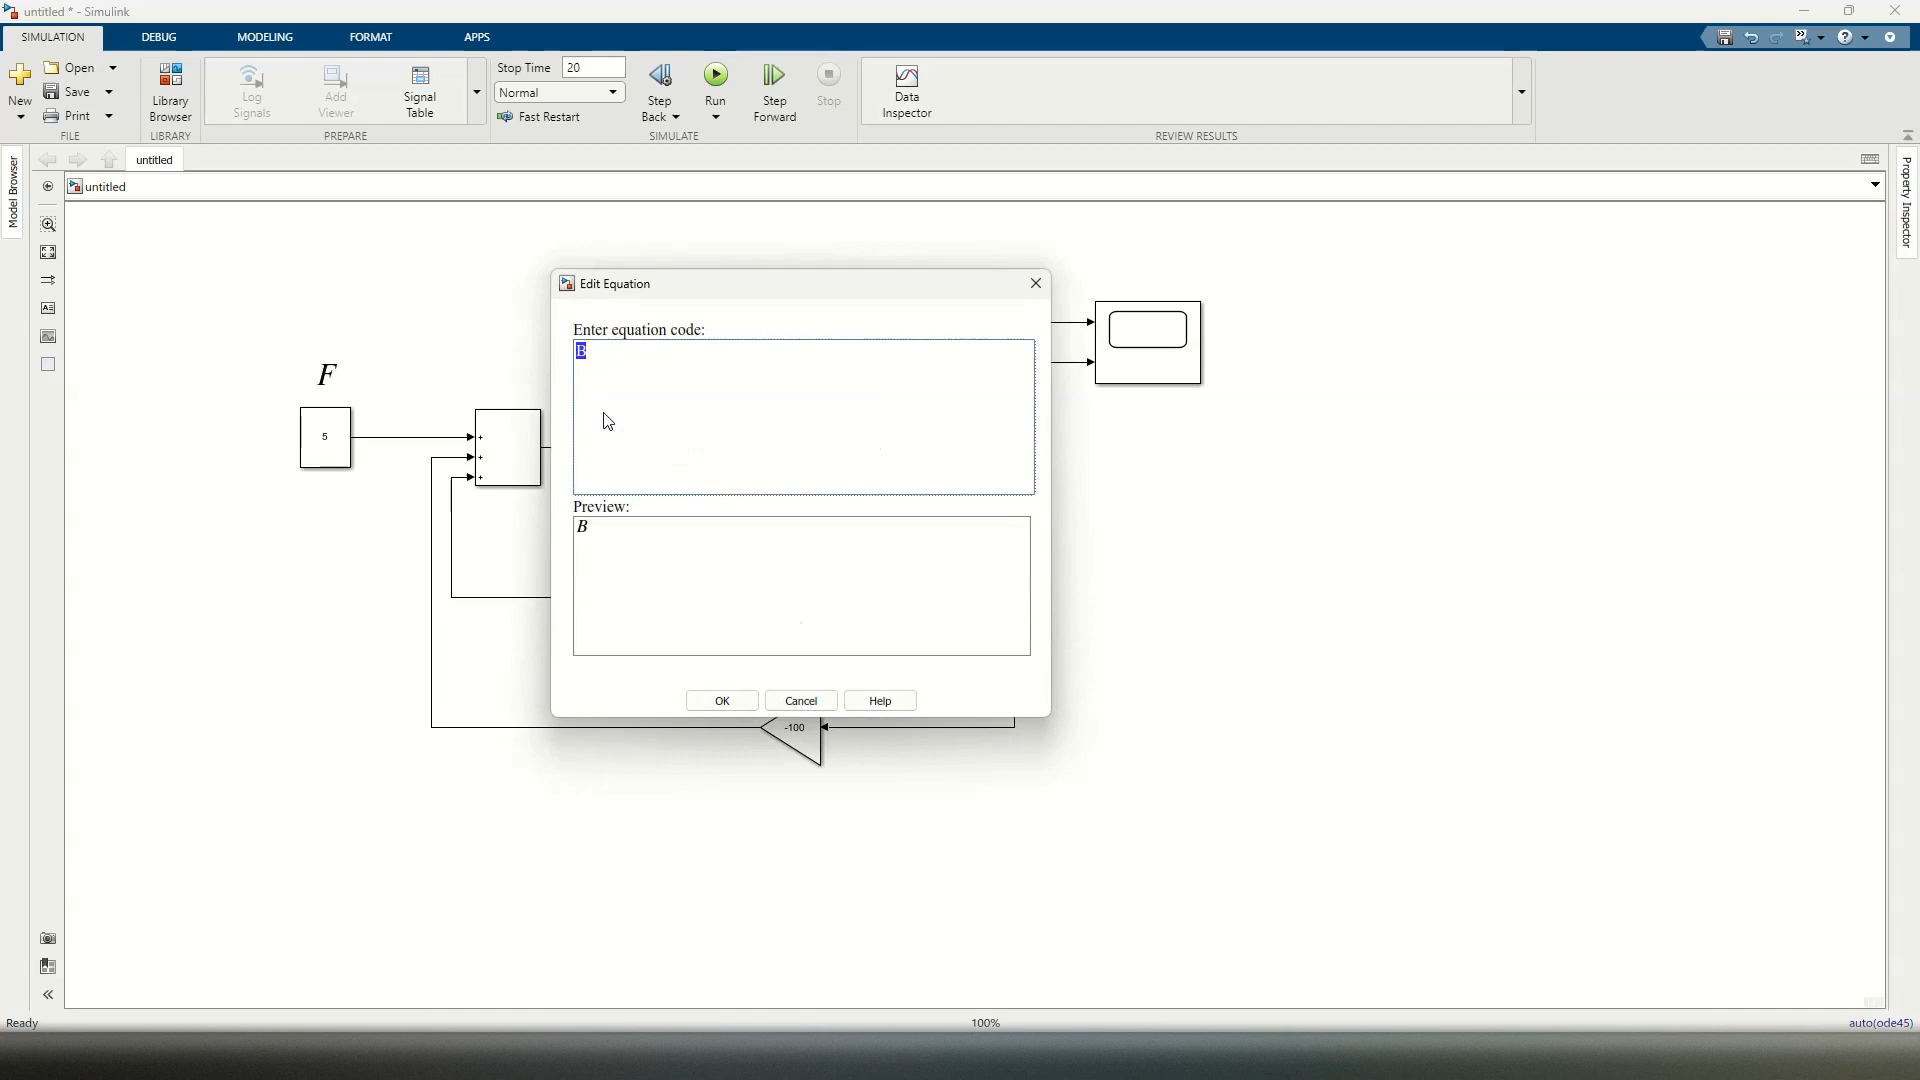 untitled * - Simulink
SIMULATION DEBUG MODELING FORMAT APPS
New
Open
Save
Print
FILE
Library
Browser
LIBRARY
Log
Signals
Add
Viewer
Signal
Table
PREPARE
Stop Time 20
Normal
Fast Restart
Step
Back
Run
Step
Forward
Stop
SIMULATE
Data
Inspector
REVIEW RESULTS
Model Browser
untitled
untitled
Property Inspector
Edit Equation
Enter equation code:
B
Preview:
B
OK Cancel Help
F
5
+
+
+
-100
Ready
100%
auto(ode45)